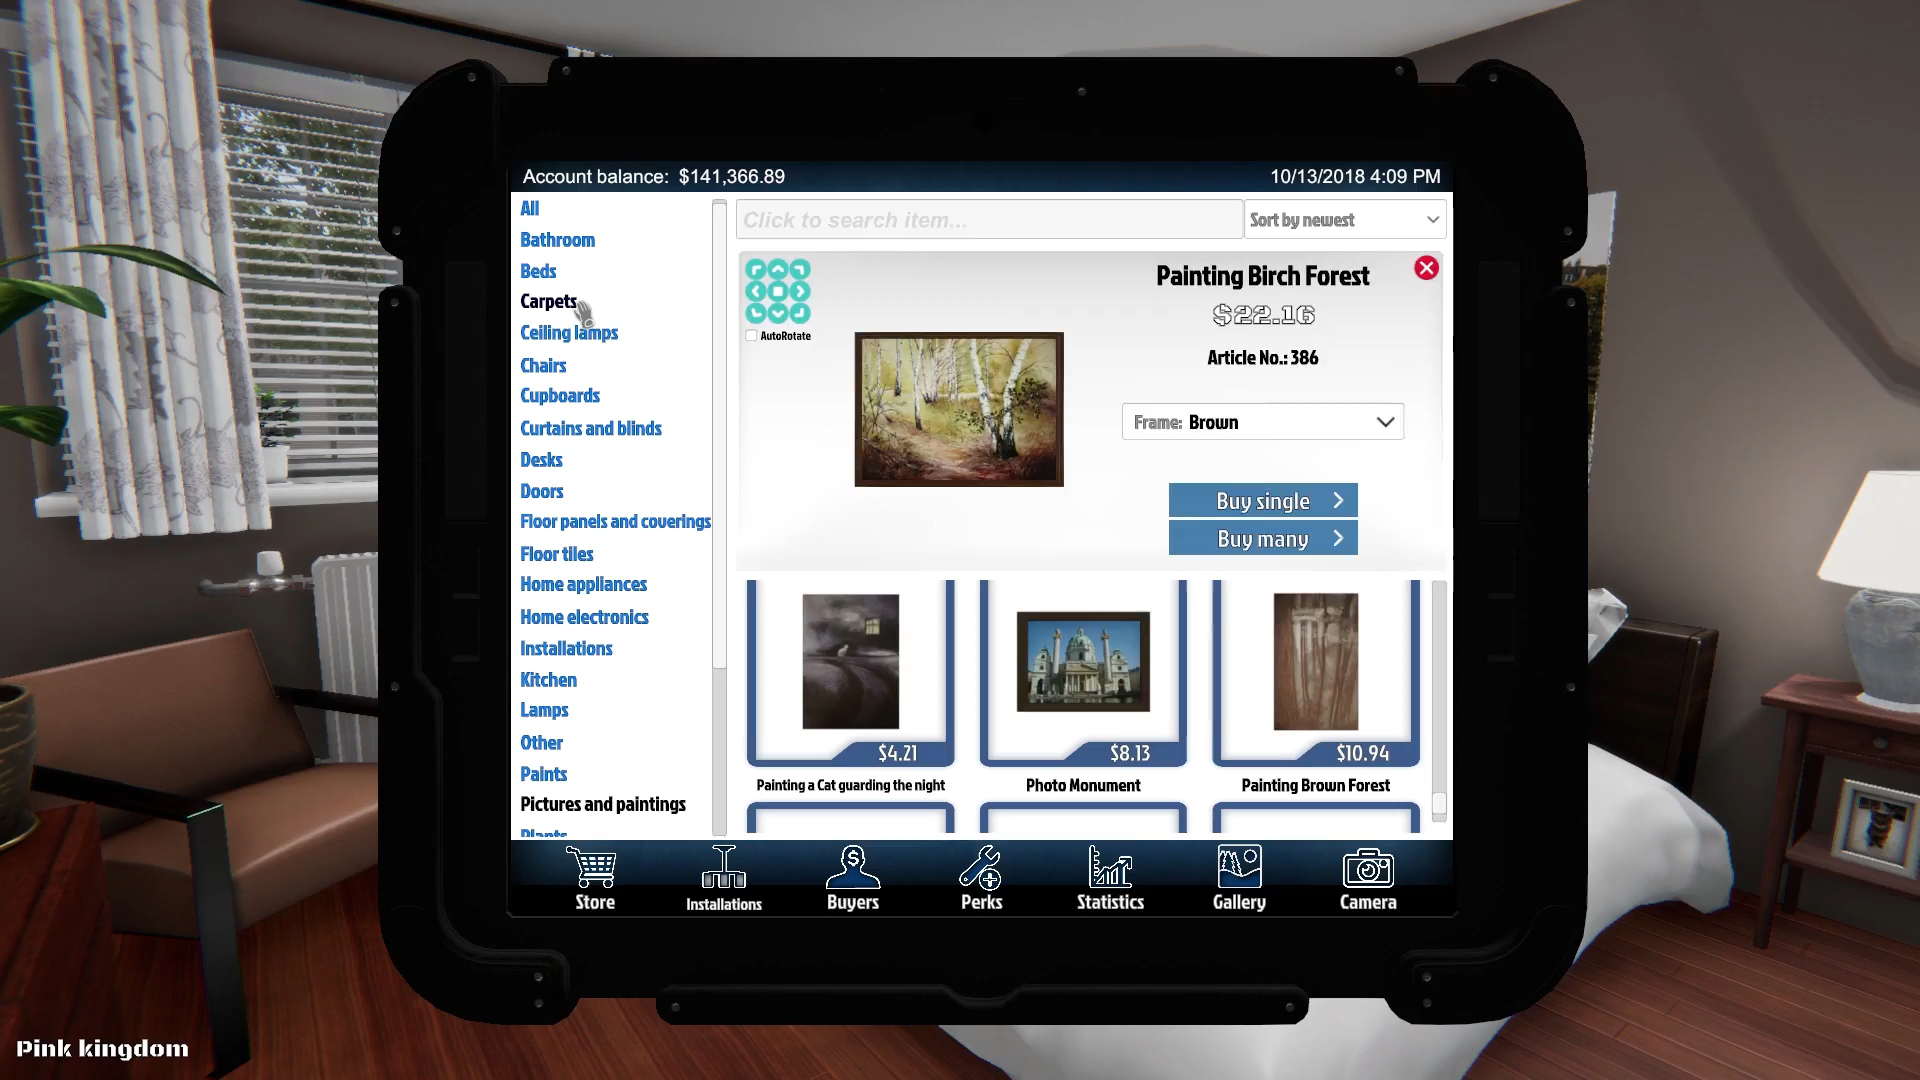 Account balance: $141,366.89
10/13/2018 4:09 PM
All
Bathroom
Beds
Carpets
Ceiling lamps
Chairs
Cupboards
Curtains and blinds
Desks
Doors
Floor panels and coverings
Floor tiles
Home appliances
Home electronics
Installations
Kitchen
Lamps
Other
Paints
Pictures and paintings
Plants
Click to search item...
Sort by newest
AutoRotate
Painting Birch Forest
$22.16
Article No.: 386
Frame: Brown
Buy single
Buy many
$4.21
$8.13
$10.94
Painting a Cat guarding the night
Photo Monument
Painting Brown Forest
Store
Installations
Buyers
Perks
Statistics
Gallery
Camera
Pink kingdom